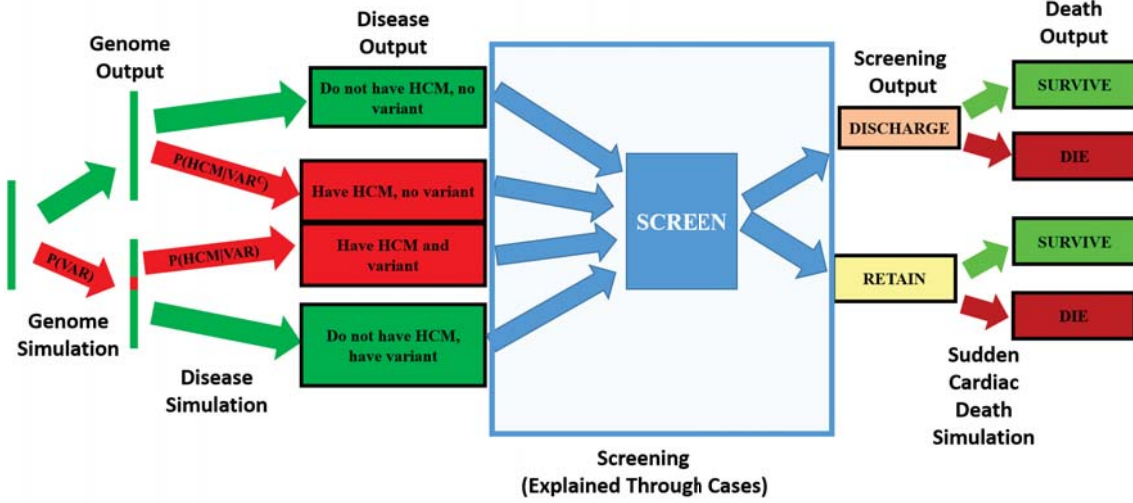 Genome
Output
Disease
Output
Do not have HCM, no
variant
P(HCM|VARᶜ)
Have HCM, no variant
P(VAR)
P(HCM|VAR)
Have HCM and
variant
Do not have HCM,
have variant
Genome
Simulation
Disease
Simulation
SCREEN
Screening
(Explained Through Cases)
Screening
Output
DISCHARGE
RETAIN
Death
Output
SURVIVE
DIE
SURVIVE
DIE
Sudden
Cardiac
Death
Simulation